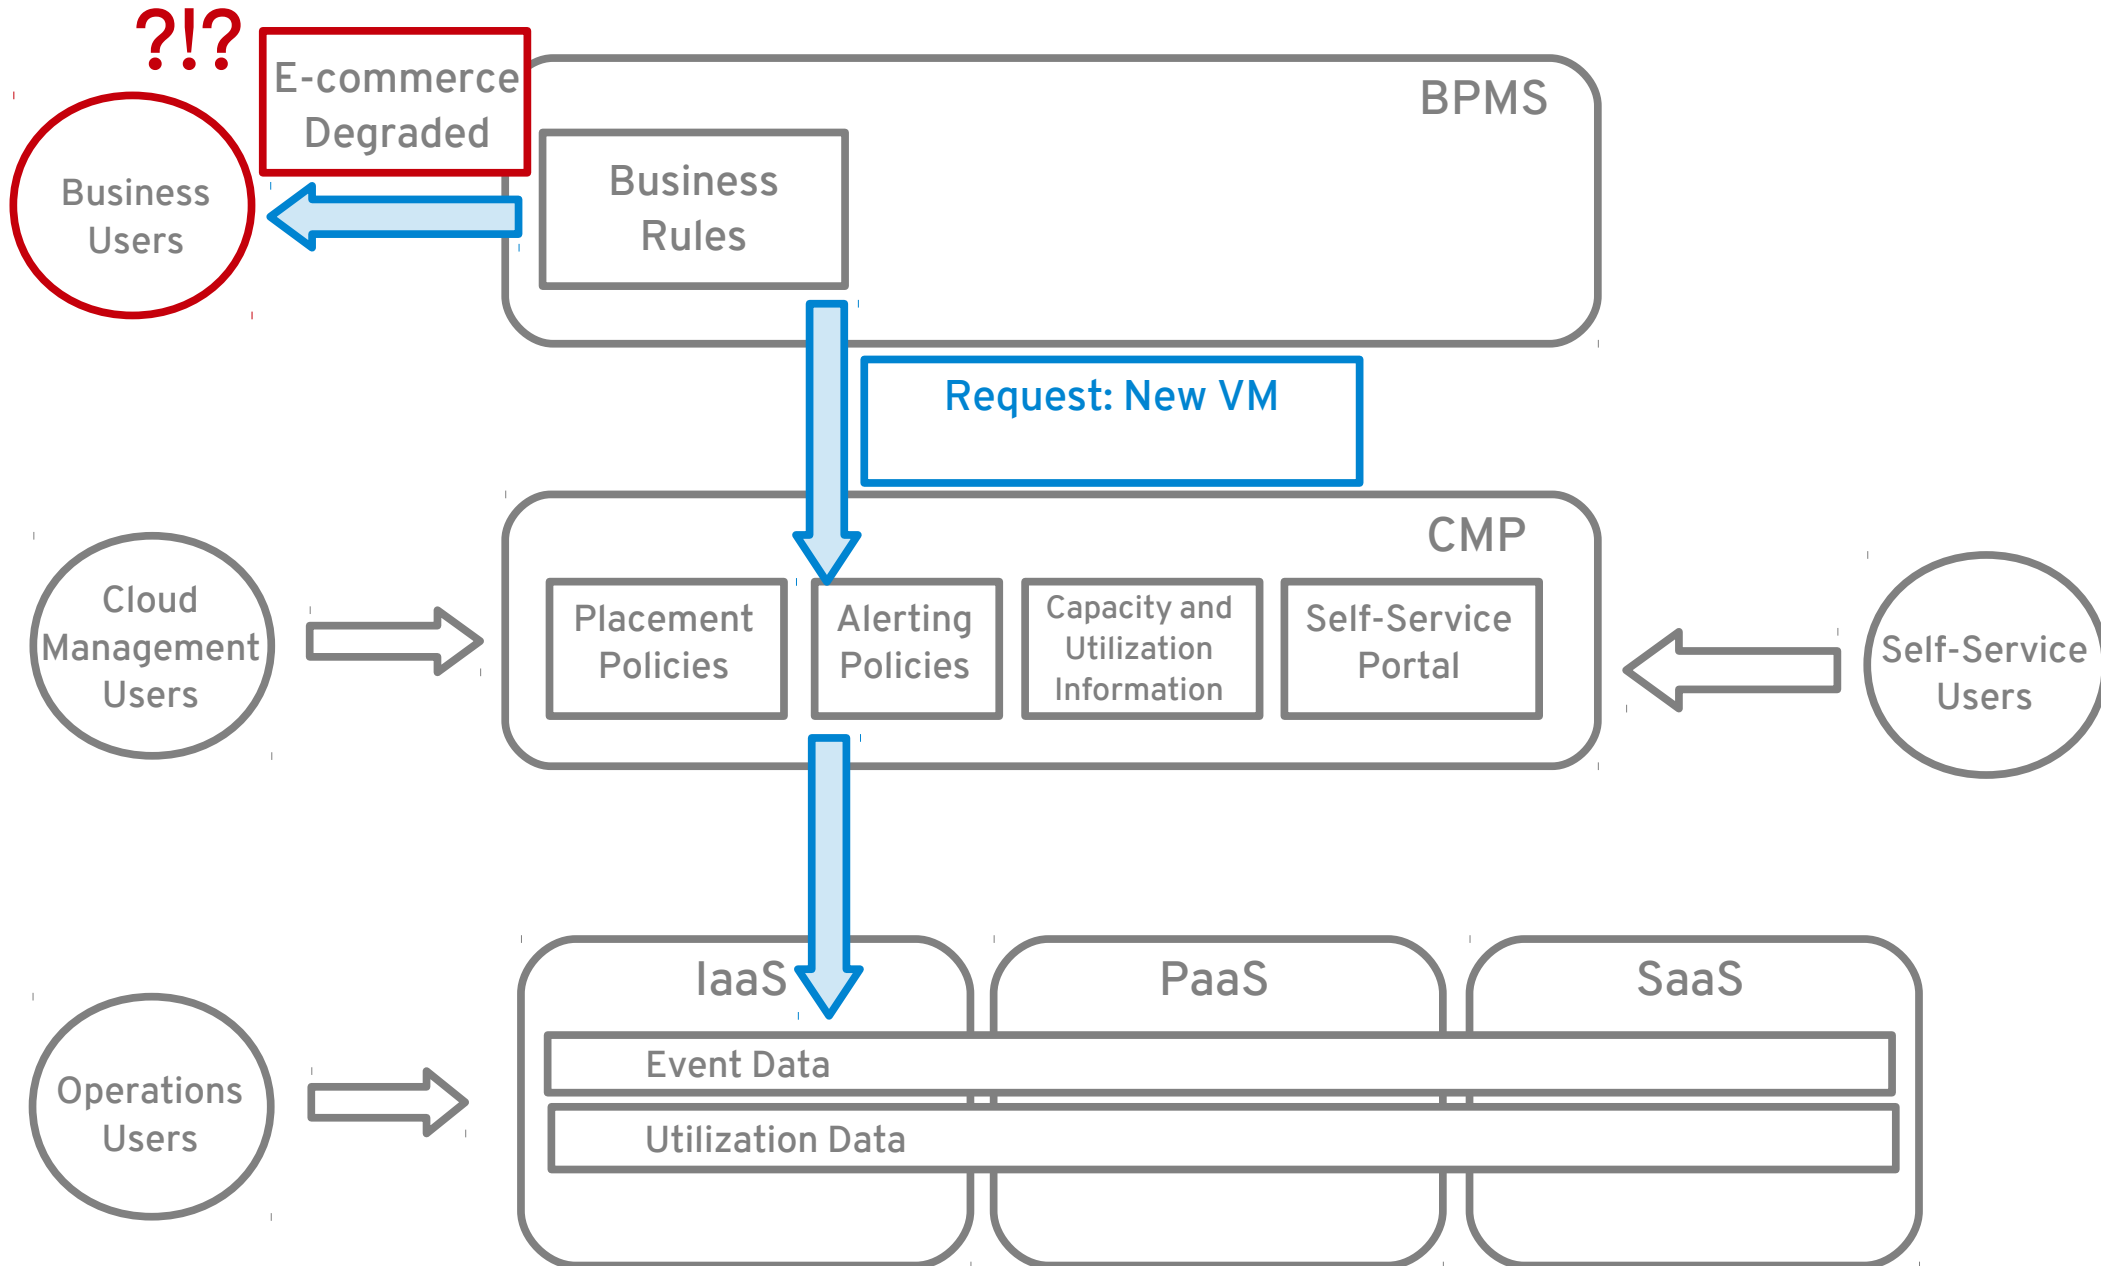 ?!?
E-commerce
Degraded
BPMS
Business
Users
Business
Rules
Request: New VM
CMP
Cloud
Management
Users
Placement
Policies
Alerting
Policies
Capacity and
Utilization
Information
Self-Service
Portal
Self-Service
Users
IaaS
PaaS
SaaS
Operations
Users
Event Data
Utilization Data